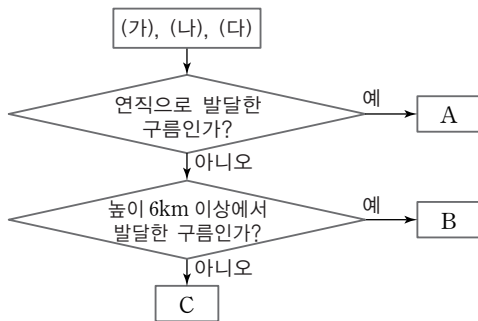 (가), (나), (다)
연직으로 발달한
구름인가?
예
A
아니오
높이 6km 이상에서
발달한 구름인가?
예
B
아니오
C